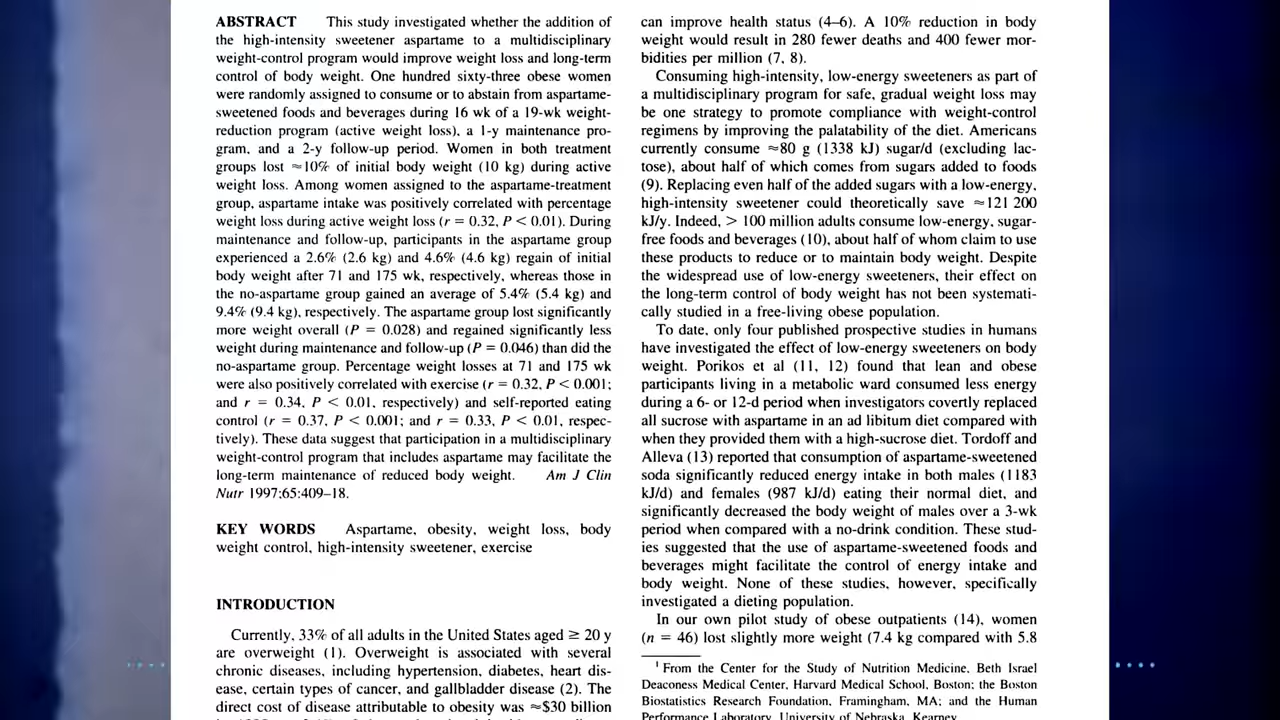 ABSTRACT This study investigated whether the addition of
the high-intensity sweetener aspartame to a multidisciplinary
weight-control program would improve weight loss and long-term
control of body weight. One hundred sixty-three obese women
were randomly assigned to consume or to abstain from aspartame-
sweetened foods and beverages during 16 wk of a 19-wk weight-
reduction program (active weight loss), a 1-y maintenance pro-
gram, and a 2-y follow-up period. Women in both treatment
groups lost ≈10% of initial body weight (10 kg) during active
weight loss. Among women assigned to the aspartame-treatment
group, aspartame intake was positively correlated with percentage
weight loss during active weight loss (r = 0.32, P < 0.01). During
maintenance and follow-up, participants in the aspartame group
experienced a 2.6% (2.6 kg) and 4.6% (4.6 kg) regain of initial
body weight after 71 and 175 wk, respectively, whereas those in
the no-aspartame group gained an average of 5.4% (5.4 kg) and
9.4% (9.4 kg), respectively. The aspartame group lost significantly
more weight overall (P = 0.028) and regained significantly less
weight during maintenance and follow-up (P = 0.046) than did the
no-aspartame group. Percentage weight losses at 71 and 175 wk
were also positively correlated with exercise (r = 0.32, P < 0.001;
and r = 0.34, P < 0.01, respectively) and self-reported eating
control (r = 0.37, P < 0.001; and r = 0.33, P < 0.01, respec-
tively). These data suggest that participation in a multidisciplinary
weight-control program that includes aspartame may facilitate the
long-term maintenance of reduced body weight. Am J Clin
Nutr 1997;65:409–18.
KEY WORDS Aspartame, obesity, weight loss, body
weight control, high-intensity sweetener, exercise
INTRODUCTION
Currently, 33% of all adults in the United States aged ≥ 20 y
are overweight (1). Overweight is associated with several
chronic diseases, including hypertension, diabetes, heart dis-
ease, certain types of cancer, and gallbladder disease (2). The
direct cost of disease attributable to obesity was ≈$30 billion
can improve health status (4–6). A 10% reduction in body
weight would result in 280 fewer deaths and 400 fewer mor-
bidities per million (7, 8).
Consuming high-intensity, low-energy sweeteners as part of
a multidisciplinary program for safe, gradual weight loss may
be one strategy to promote compliance with weight-control
regimens by improving the palatability of the diet. Americans
currently consume ≈80 g (1338 kJ) sugar/d (excluding lac-
tose), about half of which comes from sugars added to foods
(9). Replacing even half of the added sugars with a low-energy,
high-intensity sweetener could theoretically save ≈121 200
kJ/y. Indeed, > 100 million adults consume low-energy, sugar-
free foods and beverages (10), about half of whom claim to use
these products to reduce or to maintain body weight. Despite
the widespread use of low-energy sweeteners, their effect on
the long-term control of body weight has not been systemati-
cally studied in a free-living obese population.
To date, only four published prospective studies in humans
have investigated the effect of low-energy sweeteners on body
weight. Porikos et al (11, 12) found that lean and obese
participants living in a metabolic ward consumed less energy
during a 6- or 12-d period when investigators covertly replaced
all sucrose with aspartame in an ad libitum diet compared with
when they provided them with a high-sucrose diet. Tordoff and
Alleva (13) reported that consumption of aspartame-sweetened
soda significantly reduced energy intake in both males (1183
kJ/d) and females (987 kJ/d) eating their normal diet, and
significantly decreased the body weight of males over a 3-wk
period when compared with a no-drink condition. These stud-
ies suggested that the use of aspartame-sweetened foods and
beverages might facilitate the control of energy intake and
body weight. None of these studies, however, specifically
investigated a dieting population.
In our own pilot study of obese outpatients (14), women
(n = 46) lost slightly more weight (7.4 kg compared with 5.8
¹ From the Center for the Study of Nutrition Medicine, Beth Israel
Deaconess Medical Center, Harvard Medical School, Boston; the Boston
Biostatistics Research Foundation, Framingham, MA; and the Human
Performance Laboratory, University of Nebraska, Kearney.